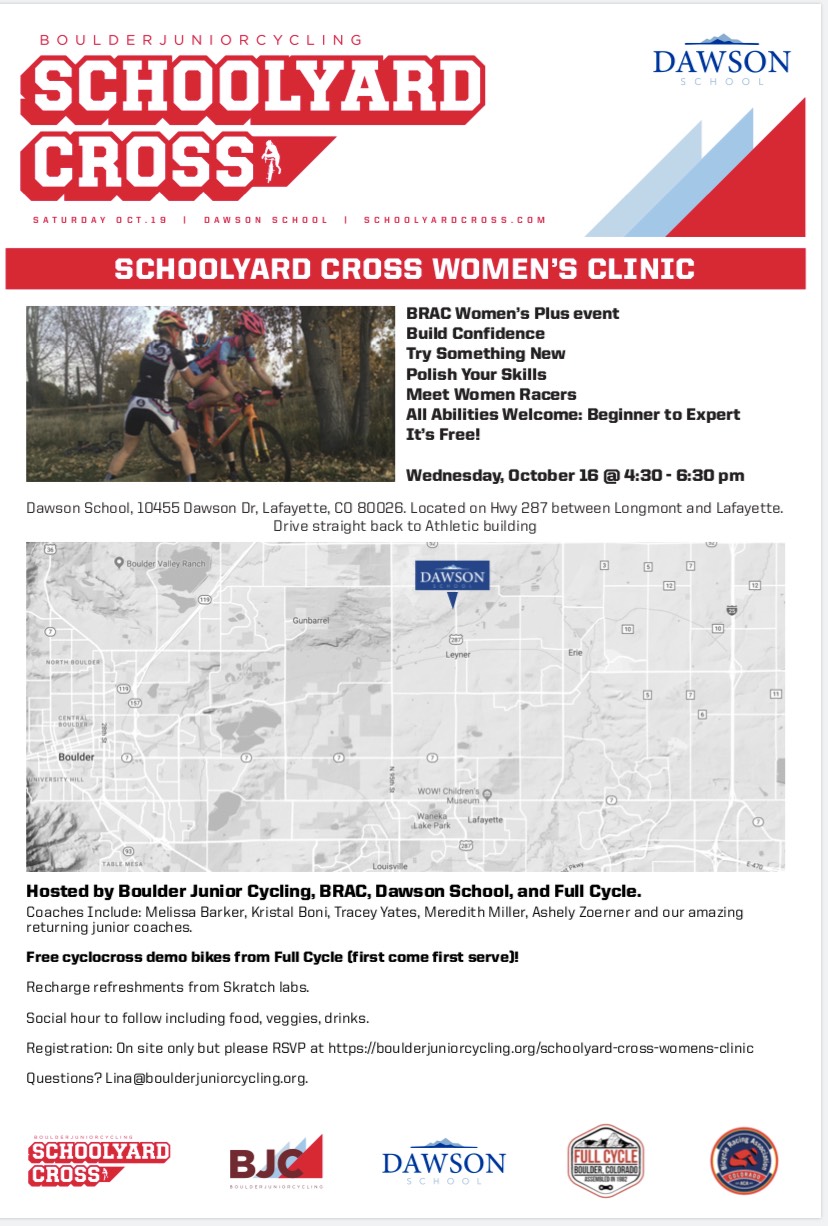 BOULDERJUNIORCYCLING
SCHOOLYARD
CROSS
DAWSON
SCHOOL
SATURDAY OCT.19 | DAWSON SCHOOL | SCHOOLYARDCROSS.COM
SCHOOLYARD CROSS WOMEN'S CLINIC
BRAC Women's Plus event
Build Confidence
Try Something New
Polish Your Skills
Meet Women Racers
All Abilities Welcome: Beginner to Expert
It's Free!
Wednesday, October 16 @ 4:30 - 6:30 pm
Dawson School, 10455 Dawson Dr, Lafayette, CO 80026. Located on Hwy 287 between Longmont and Lafayette.
Drive straight back to Athletic building
36
52
Boulder Valley Ranch
DAWSON
SCHOOL
3
5
7
12
12
119
25
Gunbarrel
7
287
10
10
Leyner
Erie
NORTH BOULDER
119
157
5
7
11
6
CENTRAL
BOULDER
28th St
Boulder
7
7
7
7
UNIVERSITY HILL
N 95th St
WOW! Children's
Museum
7
Waneka
Lake Park
Lafayette
7
93
287
TABLE MESA
Louisville
Pkwy
E-470
Hosted by Boulder Junior Cycling, BRAC, Dawson School, and Full Cycle.
Coaches Include: Melissa Barker, Kristal Boni, Tracey Yates, Meredith Miller, Ashely Zoerner and our amazing
returning junior coaches.
Free cyclocross demo bikes from Full Cycle (first come first serve)!
Recharge refreshments from Skratch labs.
Social hour to follow including food, veggies, drinks.
Registration: On site only but please RSVP at https://boulderjuniorcycling.org/schoolyard-cross-womens-clinic
Questions? Lina@boulderjuniorcycling.org.
BOULDERJUNIORCYCLING
SCHOOLYARD
CROSS
BJC
BOULDERJUNIORCYCLING
DAWSON
SCHOOL
FULL CYCLE
BOULDER, COLORADO
ASSEMBLED IN 1982
Bicycle Racing Association
COLORADO